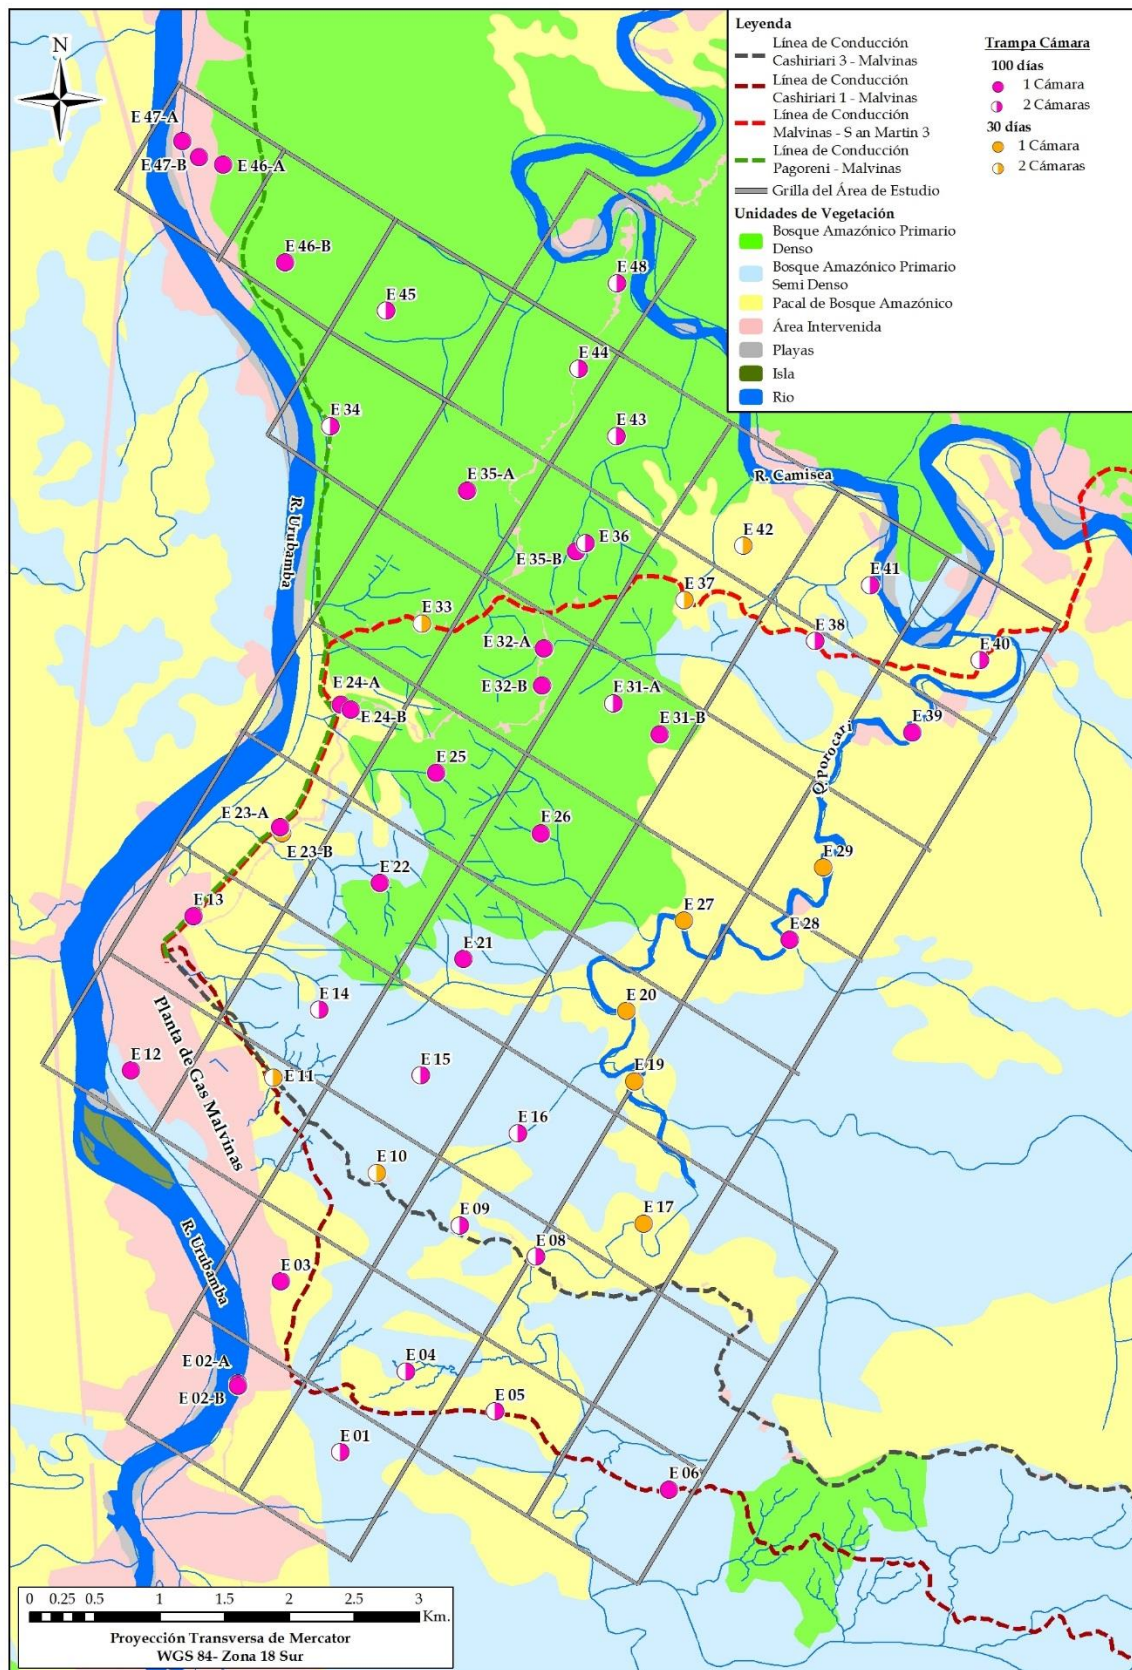 N
Leyenda
Línea de Conducción
Cashiriari 3 - Malvinas
Línea de Conducción
Cashiriari 1 - Malvinas
Línea de Conducción
Malvinas - S an Martin 3
Línea de Conducción
Pagoreni - Malvinas
Grilla del Área de Estudio
Unidades de Vegetación
Bosque Amazónico Primario
Denso
Bosque Amazónico Primario
Semi Denso
Pacal de Bosque Amazónico
Área Intervenida
Playas
Isla
Rio
Trampa Cámara
100 días
1 Cámara
2 Cámaras
30 días
1 Cámara
2 Cámaras
E 47-A
E 47-B
E 46-A
E 46-B
E 45
E 48
E 44
E 34
E 43
R. Camisea
E 35-A
R. Urubamba
E 42
E 36
E 35-B
E 41
E 37
E 33
E 38
E 32-A
E 40
E 24-A
E 32-B
E 31-A
E 24-B
E 31-B
E 39
Q.Porocari
E 25
E 23-A
E 26
E 23-B
E 22
E 29
E 13
E 27
E 28
E 21
E 14
E 20
Planta de Gas Malvinas
E 12
E 15
E 11
E 19
E 16
E 10
E 09
E 17
R. Urubamba
E 08
E 03
E 02-A
E 04
E 02-B
E 05
E 01
E 06
0 0.25 0.5 1 1.5 2 2.5 3
Km.
Proyección Transversa de Mercator
WGS 84- Zona 18 Sur